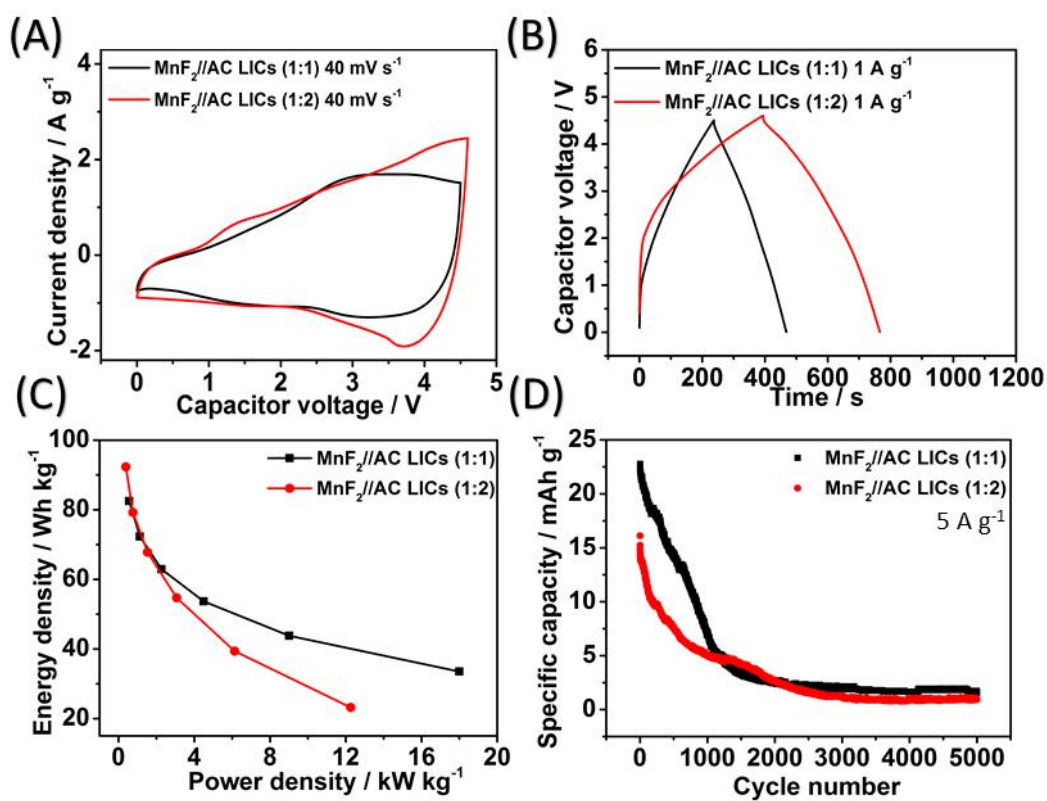 (A)
MnF₂//AC LICs (1:1) 40 mV s⁻¹
MnF₂//AC LICs (1:2) 40 mV s⁻¹
Current density / A g⁻¹
4
2
0
-2
0 1 2 3 4 5
Capacitor voltage / V
(B)
MnF₂//AC LICs (1:1) 1 A g⁻¹
MnF₂//AC LICs (1:2) 1 A g⁻¹
Capacitor voltage / V
6
5
4
3
2
1
0
0 200 400 600 800 1000 1200
Time / s
(C)
MnF₂//AC LICs (1:1)
MnF₂//AC LICs (1:2)
Energy density / Wh kg⁻¹
100
80
60
40
20
0 4 8 12 16 20
Power density / kW kg⁻¹
(D)
MnF₂//AC LICs (1:1)
MnF₂//AC LICs (1:2)
5 A g⁻¹
Specific capacity / mAh g⁻¹
25
20
15
10
5
0
0 1000 2000 3000 4000 5000
Cycle number